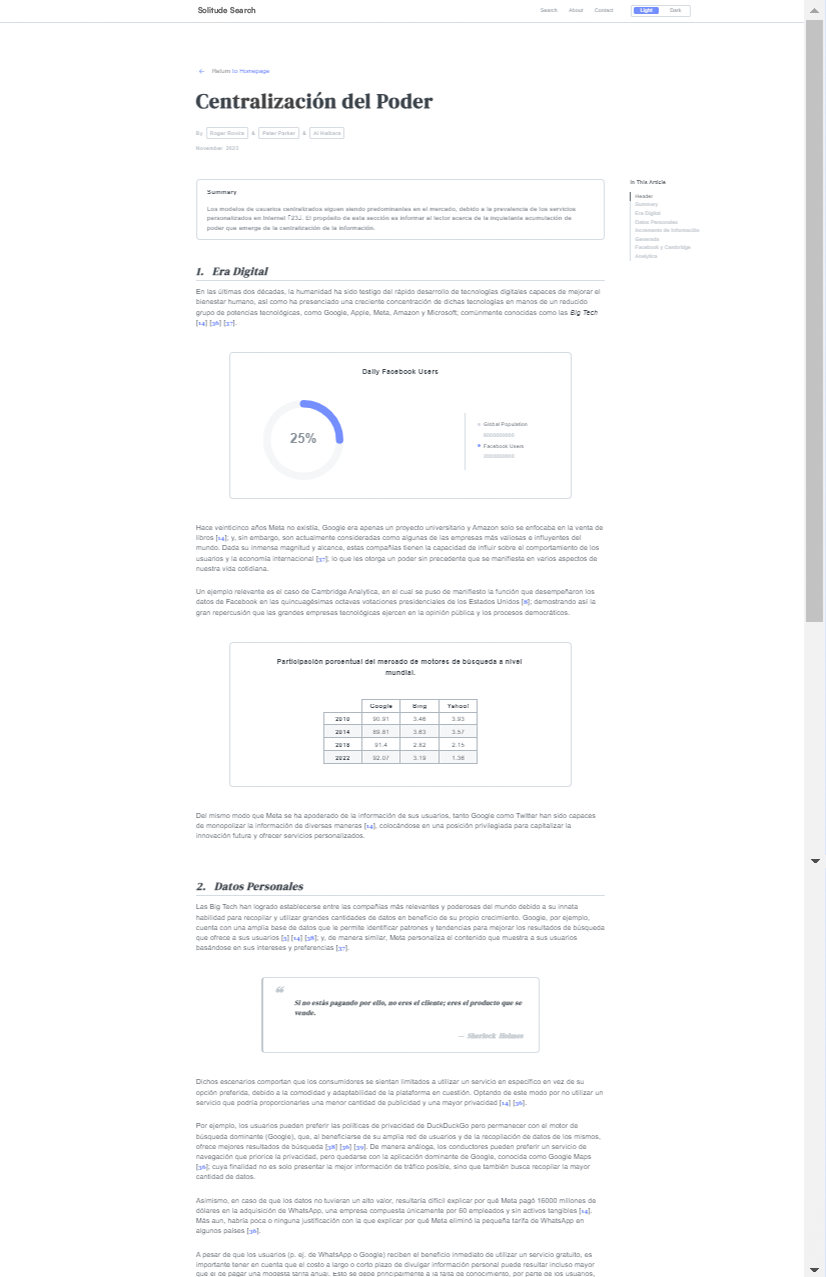 Solitude Search
Search About Contact Light Dark
← Return to Homepage
Centralización del Poder
By Roger Rovira & Peter Parker & Al Kalbara
November, 2023
Summary
Los modelos de usuarios centralizados siguen siendo predominantes en el mercado, debido a la prevalencia de los servicios
personalizados en Internet [23]. El propósito de esta sección es informar al lector acerca de la inquietante acumulación de
poder que emerge de la centralización de la información.
In This Article
Header
Summary
Era Digital
Datos Personales
Incremento de Información
Generada
Facebook y Cambridge
Analytica
1. Era Digital
En las últimas dos décadas, la humanidad ha sido testigo del rápido desarrollo de tecnologías digitales capaces de mejorar el
bienestar humano, así como ha presenciado una creciente concentración de dichas tecnologías en manos de un reducido
grupo de potencias tecnológicas, como Google, Apple, Meta, Amazon y Microsoft; comúnmente conocidas como las Big Tech
[14] [36] [37].
Daily Facebook Users
25%
Global Population
Facebook Users
Hace veinticinco años Meta no existía, Google era apenas un proyecto universitario y Amazon solo se enfocaba en la venta de
libros [14]; y, sin embargo, son actualmente consideradas como algunas de las empresas más valiosas e influyentes del
mundo. Dada su inmensa magnitud y alcance, estas compañías tienen la capacidad de influir sobre el comportamiento de los
usuarios y la economía internacional [37]; lo que les otorga un poder sin precedente que se manifiesta en varios aspectos de
nuestra vida cotidiana.
Un ejemplo relevante es el caso de Cambridge Analytica, en el cual se puso de manifiesto la función que desempeñaron los
datos de Facebook en las quincuagésimas octavas votaciones presidenciales de los Estados Unidos [8]; demostrando así la
gran repercusión que las grandes empresas tecnológicas ejercen en la opinión pública y los procesos democráticos.
Participación porcentual del mercado de motores de búsqueda a nivel
mundial.
Google Bing Yahoo!
2010 90.91 3.46 3.93
2014 89.81 3.63 3.57
2018 91.4 2.82 2.15
2022 92.07 3.19 1.36
Del mismo modo que Meta se ha apoderado de la información de sus usuarios, tanto Google como Twitter han sido capaces
de monopolizar la información de diversas maneras [14], colocándose en una posición privilegiada para capitalizar la
innovación futura y ofrecer servicios personalizados.
2. Datos Personales
Las Big Tech han logrado establecerse entre las compañías más relevantes y poderosas del mundo debido a su innata
habilidad para recopilar y utilizar grandes cantidades de datos en beneficio de su propio crecimiento. Google, por ejemplo,
cuenta con una amplia base de datos que le permite identificar patrones y tendencias para mejorar los resultados de búsqueda
que ofrece a sus usuarios [5] [14] [38]; y, de manera similar, Meta personaliza el contenido que muestra a sus usuarios
basándose en sus intereses y preferencias [37].
“
Si no estás pagando por ello, no eres el cliente; eres el producto que se
vende.
— Sherlock Holmes
Dichos escenarios comportan que los consumidores se sientan limitados a utilizar un servicio en específico en vez de su
opción preferida, debido a la comodidad y adaptabilidad de la plataforma en cuestión. Optando de este modo por no utilizar un
servicio que podría proporcionarles una menor cantidad de publicidad y una mayor privacidad [14] [36].
Por ejemplo, los usuarios pueden preferir las políticas de privacidad de DuckDuckGo pero permanecer con el motor de
búsqueda dominante (Google), que, al beneficiarse de su amplia red de usuarios y de la recopilación de datos de los mismos,
ofrece mejores resultados de búsqueda [38] [36] [39]. De manera análoga, los conductores pueden preferir un servicio de
navegación que priorice la privacidad, pero quedarse con la aplicación dominante de Google, conocida como Google Maps
[36]; cuya finalidad no es solo presentar la mejor información de tráfico posible, sino que también busca recopilar la mayor
cantidad de datos.
Asimismo, en caso de que los datos no tuvieran un alto valor, resultaría difícil explicar por qué Meta pagó 16000 millones de
dólares en la adquisición de WhatsApp, una empresa compuesta únicamente por 60 empleados y sin activos tangibles [14].
Más aun, habría poca o ninguna justificación con la que explicar por qué Meta eliminó la pequeña tarifa de WhatsApp en
algunos países [36].
A pesar de que los usuarios (p. ej. de WhatsApp o Google) reciben el beneficio inmediato de utilizar un servicio gratuito, es
importante tener en cuenta que el costo a largo o corto plazo de divulgar información personal puede resultar incluso mayor
que el de pagar una modesta tarifa anual. Esto se debe principalmente a la falta de conocimiento, por parte de los usuarios,